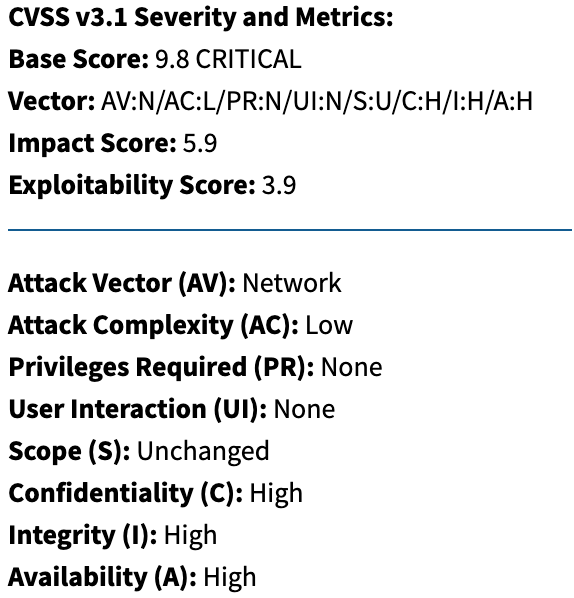 CVSS v3.1 Severity and Metrics:
Base Score: 9.8 CRITICAL
Vector: AV:N/AC:L/PR:N/UI:N/S:U/C:H/I:H/A:H
Impact Score: 5.9
Exploitability Score: 3.9
Attack Vector (AV): Network
Attack Complexity (AC): Low
Privileges Required (PR): None
User Interaction (UI): None
Scope (S): Unchanged
Confidentiality (C): High
Integrity (I): High
Availability (A): High